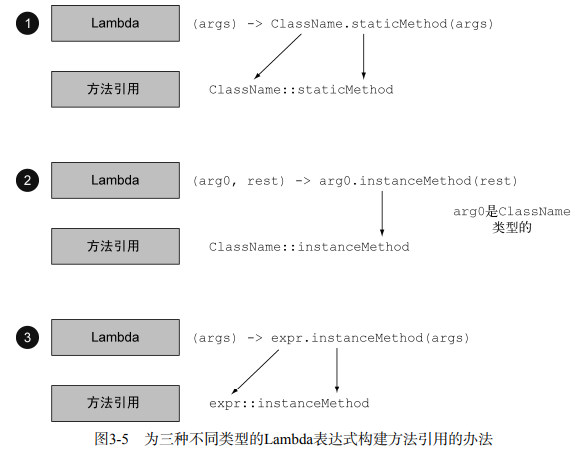 1 Lambda (args) -> ClassName.staticMethod(args)
方法引用 ClassName::staticMethod
2 Lambda (arg0, rest) -> arg0.instanceMethod(rest)
arg0是ClassName
类型的
方法引用 ClassName::instanceMethod
3 Lambda (args) -> expr.instanceMethod(args)
方法引用 expr::instanceMethod
图3-5 为三种不同类型的Lambda表达式构建方法引用的办法